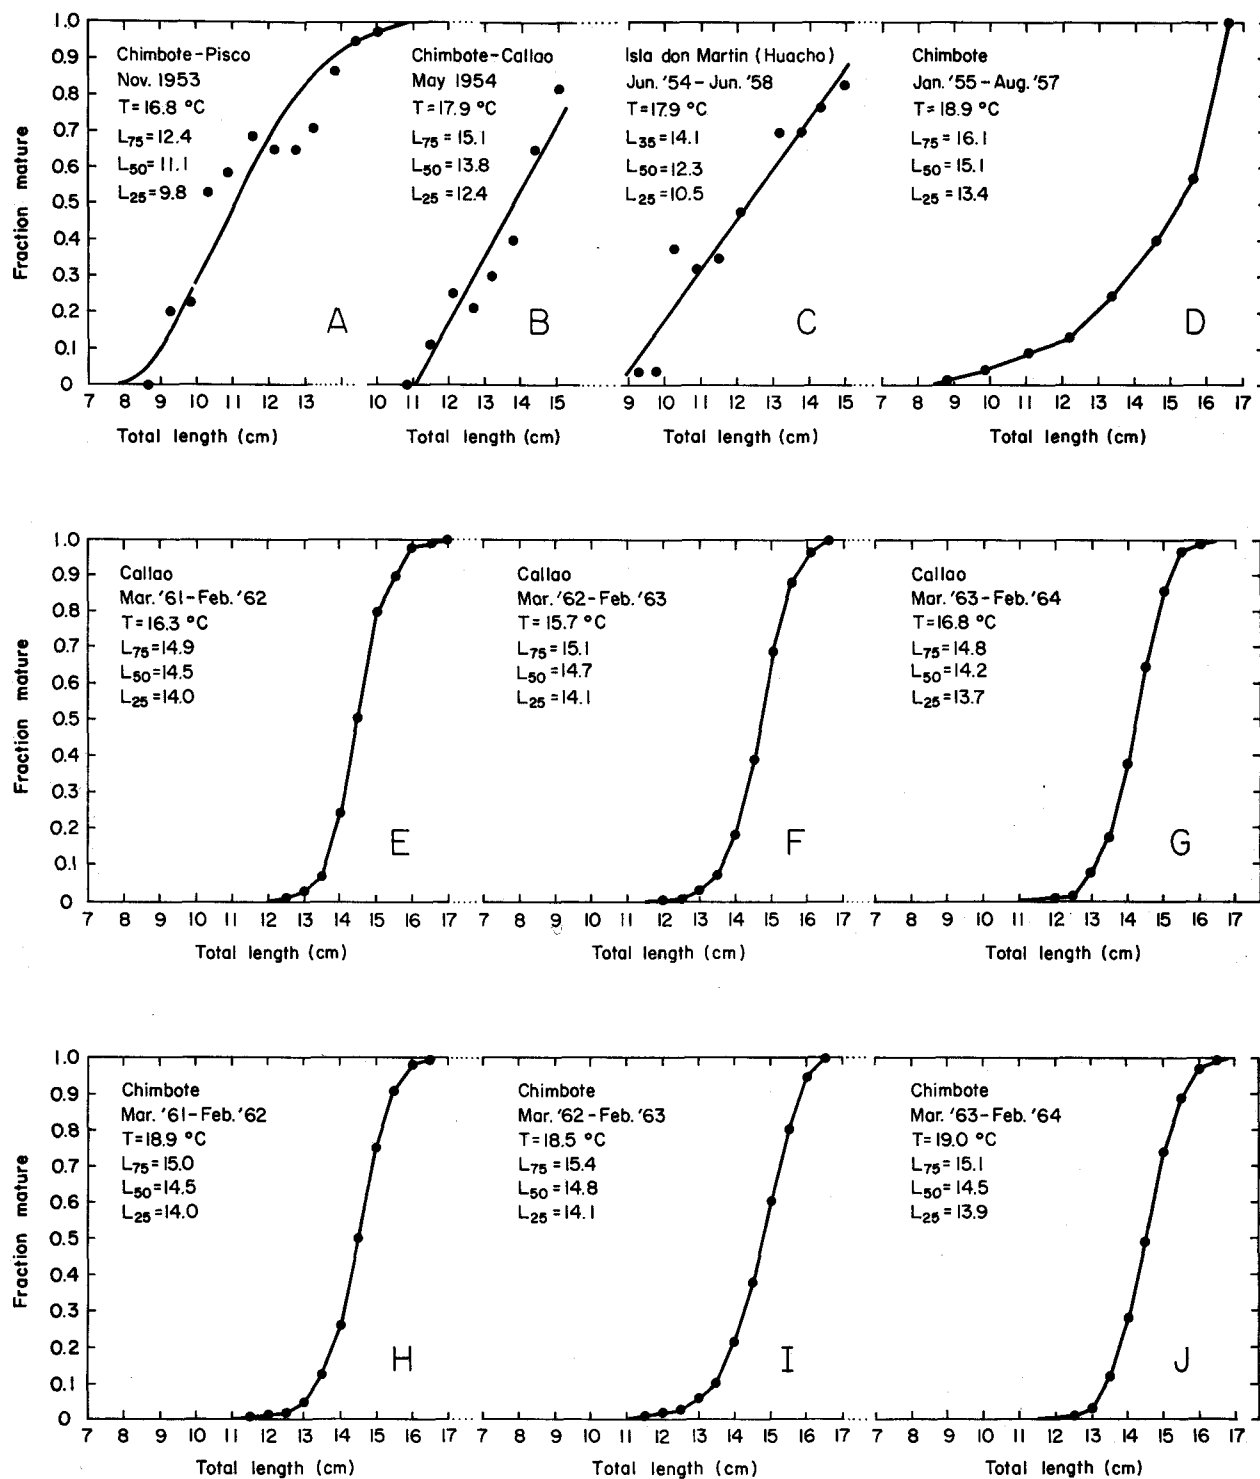 Fraction mature
1.0
0.9
0.8
0.7
0.6
0.5
0.4
0.3
0.2
0.1
0
Chimbote-Pisco
Nov. 1953
T=16.8 °C
L75=12.4
L50=11.1
L25=9.8
A
7 8 9 10 11 12 13
Total length (cm)
Chimbote-Callao
May 1954
T=17.9 °C
L75=15.1
L50=13.8
L25=12.4
B
10 11 12 13 14 15
Total length (cm)
Isla don Martin (Huacho)
Jun. '54-Jun. '58
T=17.9 °C
L35=14.1
L50=12.3
L25=10.5
C
9 10 11 12 13 14 15
Total length (cm)
Chimbote
Jan. '55-Aug. '57
T=18.9 °C
L75=16.1
L50=15.1
L25=13.4
D
7 8 9 10 11 12 13 14 15 16 17
Total length (cm)
Fraction mature
1.0
0.9
0.8
0.7
0.6
0.5
0.4
0.3
0.2
0.1
0
Callao
Mar. '61-Feb. '62
T=16.3 °C
L75=14.9
L50=14.5
L25=14.0
E
7 8 9 10 11 12 13 14 15 16 17
Total length (cm)
Callao
Mar. '62-Feb. '63
T=15.7 °C
L75=15.1
L50=14.7
L25=14.1
F
7 8 9 10 11 12 13 14 15 16 17
Total length (cm)
Callao
Mar. '63-Feb. '64
T=16.8 °C
L75=14.8
L50=14.2
L25=13.7
G
7 8 9 10 11 12 13 14 15 16 17
Total length (cm)
Fraction mature
1.0
0.9
0.8
0.7
0.6
0.5
0.4
0.3
0.2
0.1
0
Chimbote
Mar. '61-Feb. '62
T=18.9 °C
L75=15.0
L50=14.5
L25=14.0
H
7 8 9 10 11 12 13 14 15 16 17
Total length (cm)
Chimbote
Mar. '62-Feb. '63
T=18.5 °C
L75=15.4
L50=14.8
L25=14.1
I
7 8 9 10 11 12 13 14 15 16 17
Total length (cm)
Chimbote
Mar. '63-Feb. '64
T=19.0 °C
L75=15.1
L50=14.5
L25=13.9
J
7 8 9 10 11 12 13 14 15 16 17
Total length (cm)